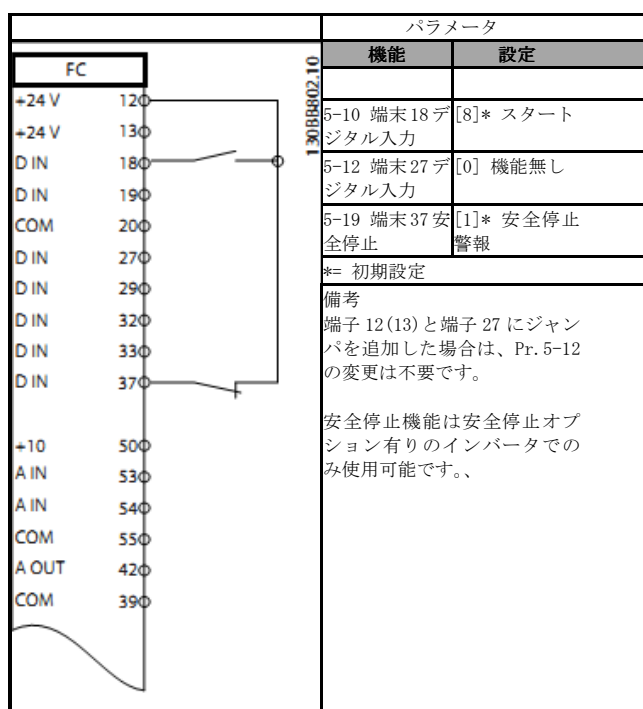 FC
+24 V 12
+24 V 13
D IN 18
D IN 19
COM 20
D IN 27
D IN 29
D IN 32
D IN 33
D IN 37
+10 50
A IN 53
A IN 54
COM 55
A OUT 42
COM 39
130BB802.10
パラメータ
機能 設定
5-10 端末18デ [8]* スタート
ジタル入力
5-12 端末27デ [0] 機能無し
ジタル入力
5-19 端末37安 [1]* 安全停止
全停止 警報
*= 初期設定
備考
端子 12(13)と端子 27 にジャン
パを追加した場合は、Pr.5-12
の変更は不要です。
安全停止機能は安全停止オプ
ション有りのインバータでの
み使用可能です。、